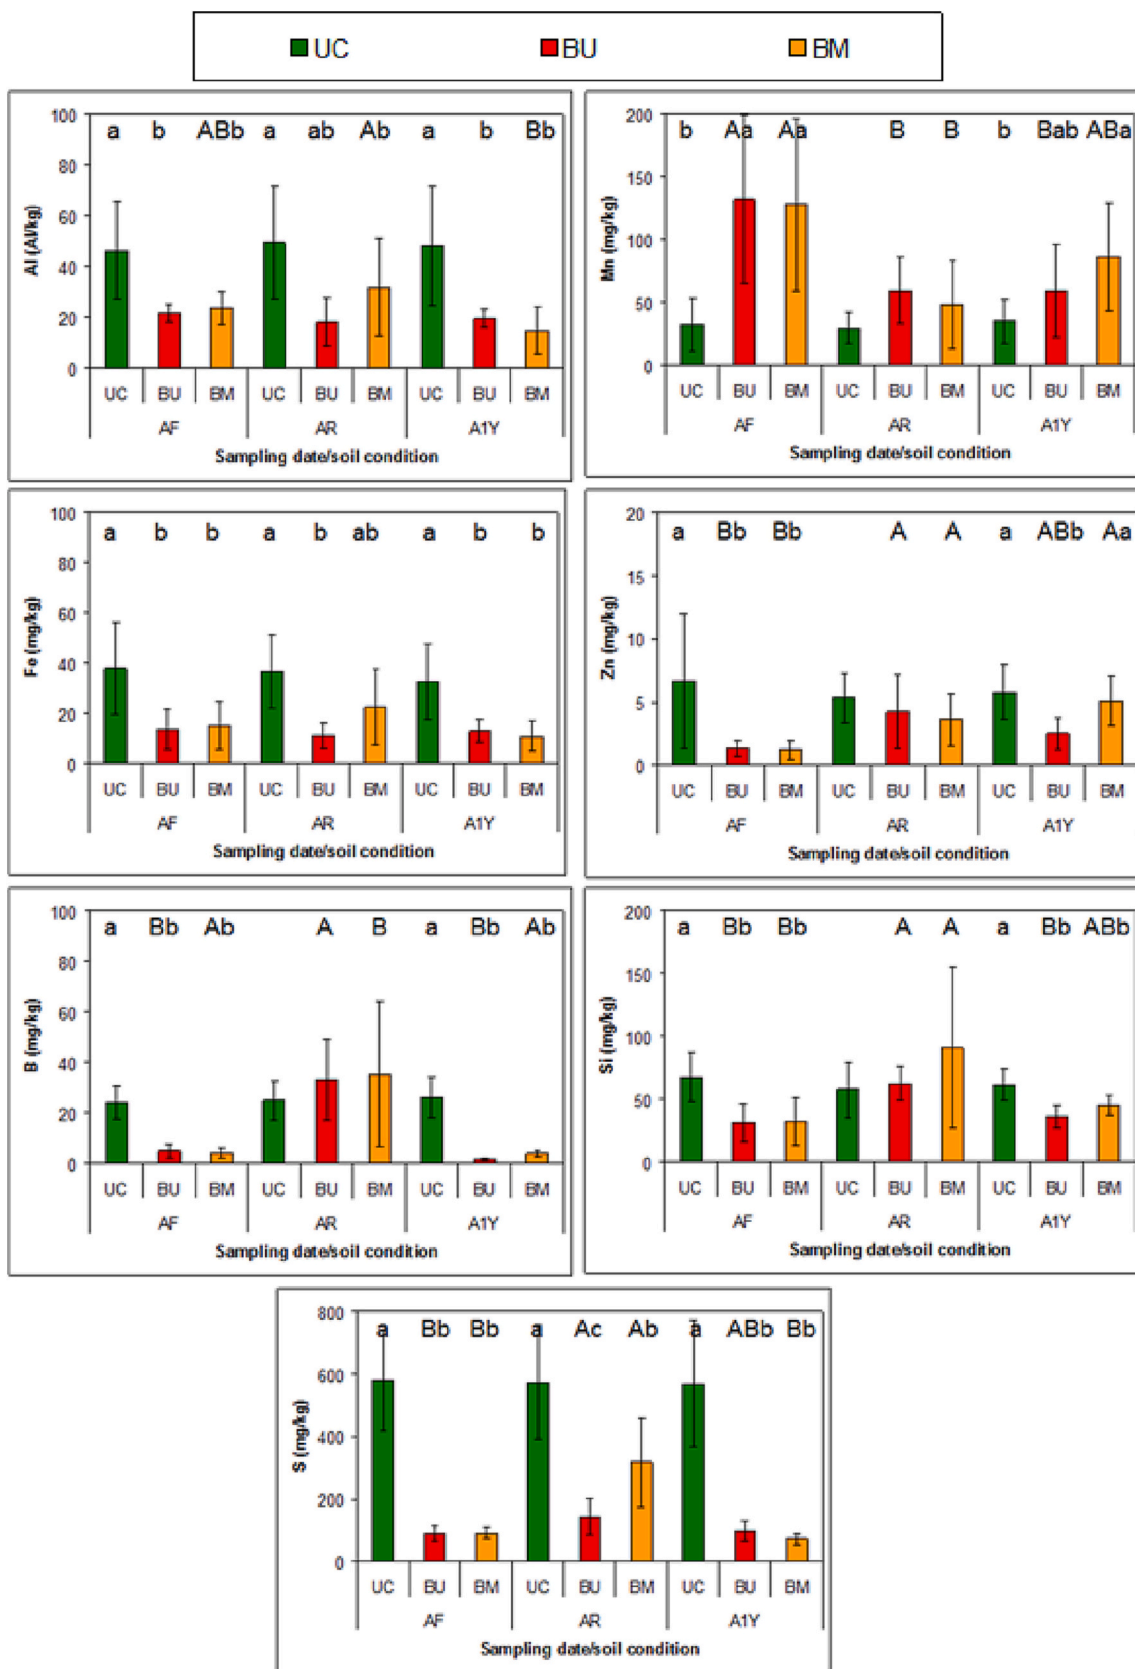 UC BU BM
100 a b ABb a ab Ab a b Bb
80
60
40
20
0
Al (Al/kg)
UC BU BM UC BU BM UC BU BM
AF AR A1Y
Sampling date/soil condition
200 b Aa Aa B B b Bab ABa
150
100
50
0
Mn (mg/kg)
UC BU BM UC BU BM UC BU BM
AF AR A1Y
Sampling date/soil condition
100 a b b a b ab a b b
80
60
40
20
0
Fe (mg/kg)
UC BU BM UC BU BM UC BU BM
AF AR A1Y
Sampling date/soil condition
20 a Bb Bb A A a ABb Aa
15
10
5
0
Zn (mg/kg)
UC BU BM UC BU BM UC BU BM
AF AR A1Y
Sampling date/soil condition
100 a Bb Ab A B a Bb Ab
80
60
40
20
0
B (mg/kg)
UC BU BM UC BU BM UC BU BM
AF AR A1Y
Sampling date/soil condition
200 a Bb Bb A A a Bb ABb
150
100
50
0
Si (mg/kg)
UC BU BM UC BU BM UC BU BM
AF AR A1Y
Sampling date/soil condition
800 a Bb Bb a Ac Ab a ABb Bb
600
400
200
0
S (mg/kg)
UC BU BM UC BU BM UC BU BM
AF AR A1Y
Sampling date/soil condition